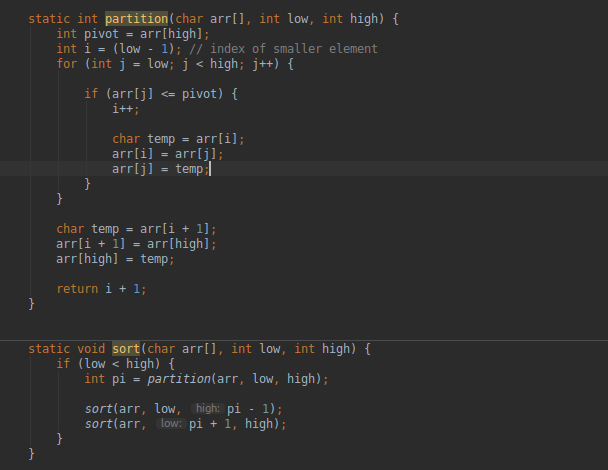 static int partition(char arr[], int low, int high) {
int pivot = arr[high];
int i = (low - 1); // index of smaller element
for (int j = low; j < high; j++) {
if (arr[j] <= pivot) {
i++;
char temp = arr[i];
arr[i] = arr[j];
arr[j] = temp;
}
}
char temp = arr[i + 1];
arr[i + 1] = arr[high];
arr[high] = temp;
return i + 1;
}
static void sort(char arr[], int low, int high) {
if (low < high) {
int pi = partition(arr, low, high);
sort(arr, low, high: pi - 1);
sort(arr, low: pi + 1, high);
}
}